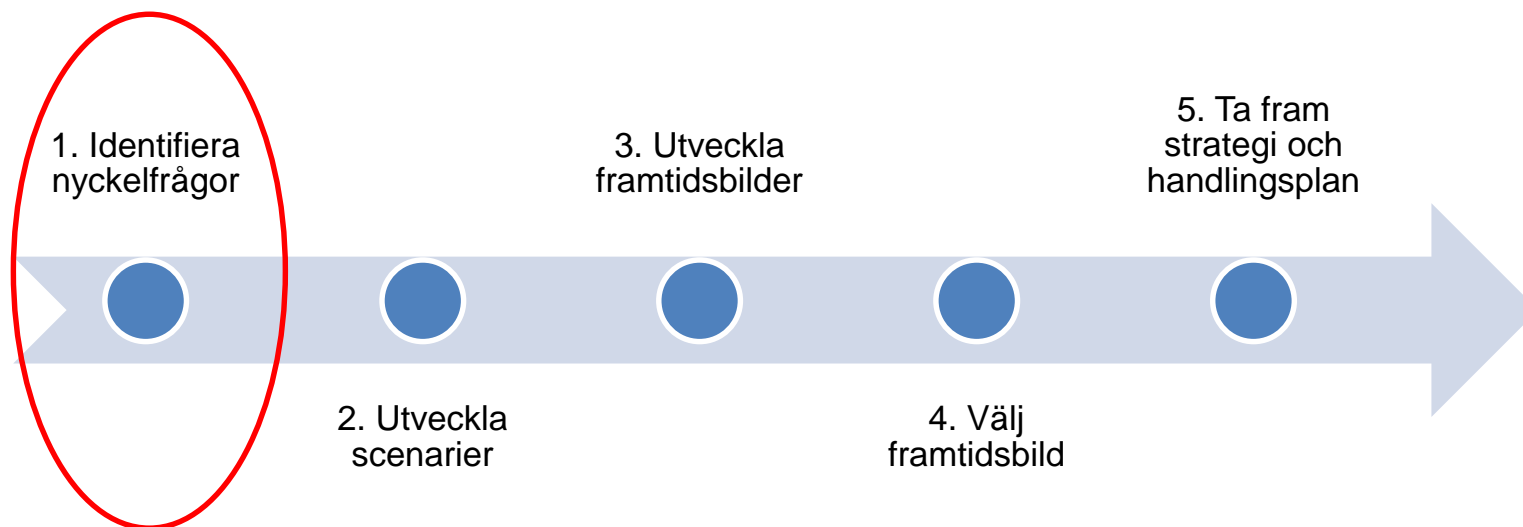 1. Identifiera
nyckelfrågor
2. Utveckla
scenarier
3. Utveckla
framtidsbilder
4. Välj
framtidsbild
5. Ta fram
strategi och
handlingsplan